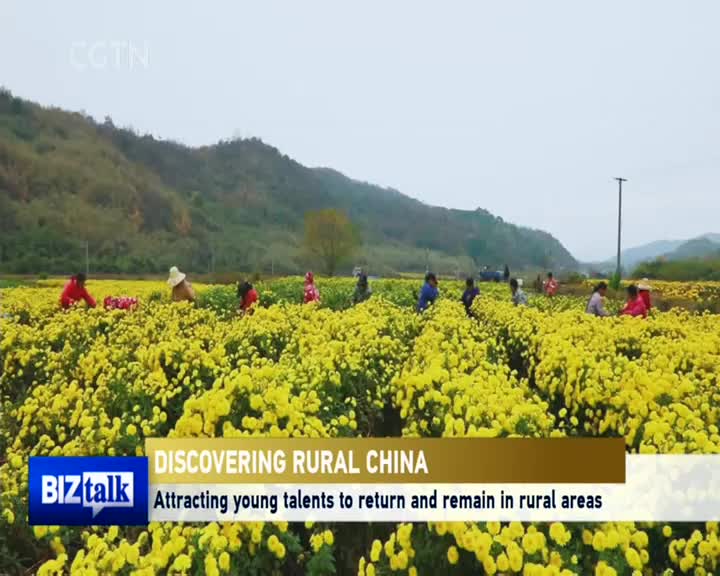 CGTN
DISCOVERING RURAL CHINA
BIZtalk
Attracting young talents to return and remain in rural areas